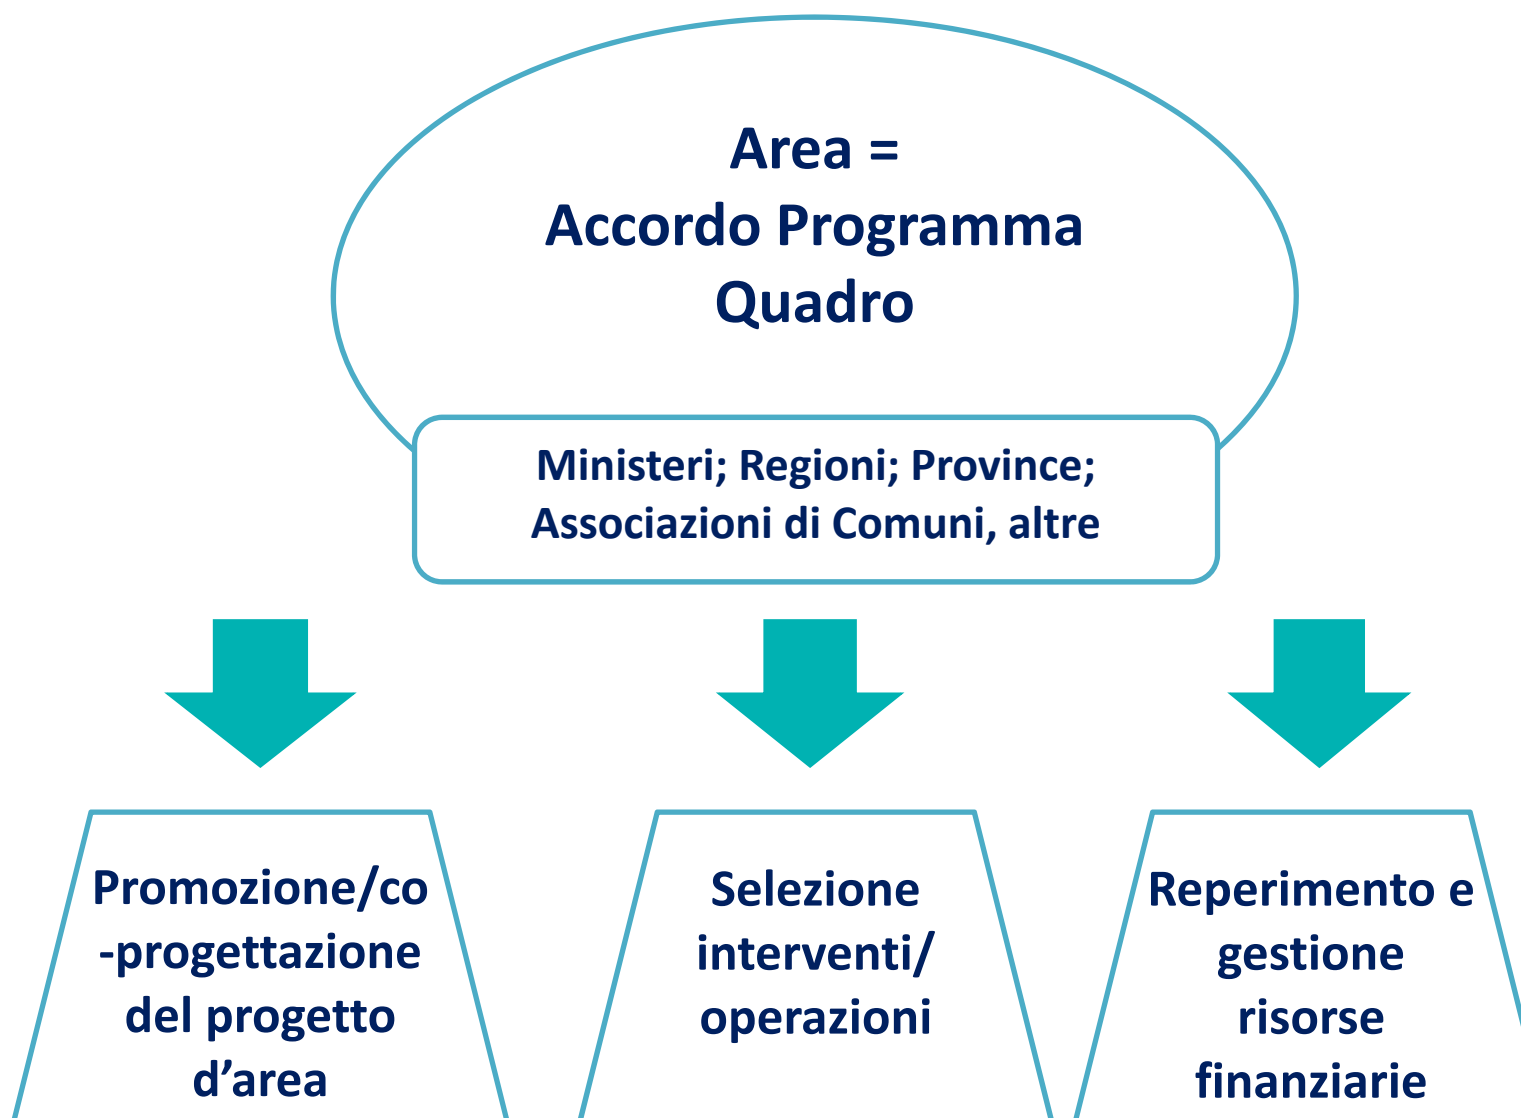 Area =
Accordo Programma
Quadro
Ministeri; Regioni; Province;
Associazioni di Comuni, altre
Promozione/co
-progettazione
del progetto
d’area
Selezione
interventi/
operazioni
Reperimento e
gestione
risorse
finanziarie